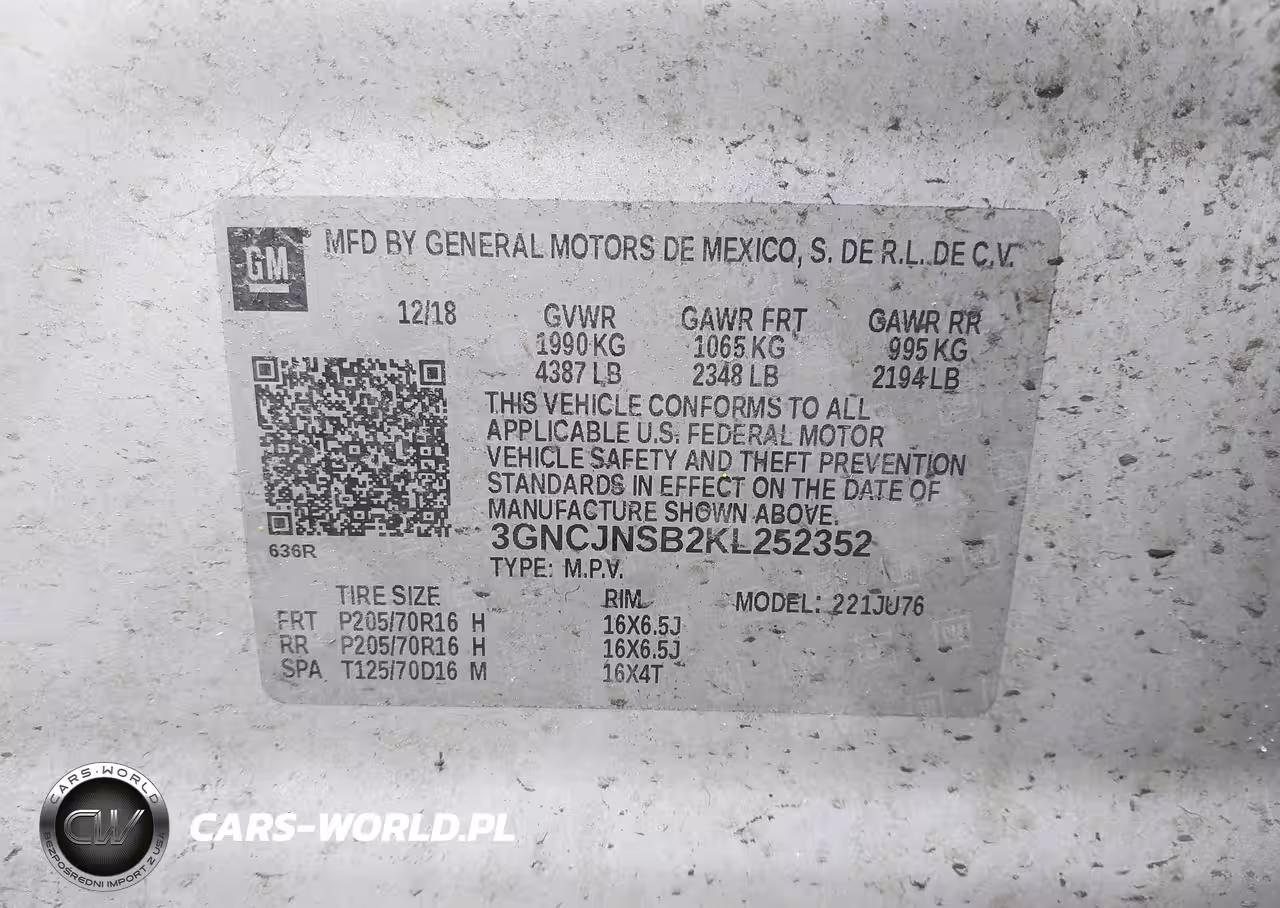 GM
MFD BY GENERAL MOTORS DE MEXICO, S. DE R.L. DE C.V.
12/18 GVWR GAWR FRT GAWR RR
1990 KG 1065 KG 995 KG
4387 LB 2348 LB 2194 LB
THIS VEHICLE CONFORMS TO ALL
APPLICABLE U.S. FEDERAL MOTOR
VEHICLE SAFETY AND THEFT PREVENTION
STANDARDS IN EFFECT ON THE DATE OF
MANUFACTURE SHOWN ABOVE.
3GNCJNSB2KL252352
636R
TYPE: M.P.V.
TIRE SIZE RIM MODEL: 221JU76
FRT P205/70R16 H 16X6.5J
RR P205/70R16 H 16X6.5J
SPA T125/70D16 M 16X4T
CARS-WORLD
CW
BEZPOŚREDNI IMPORT Z USA
CARS-WORLD.PL